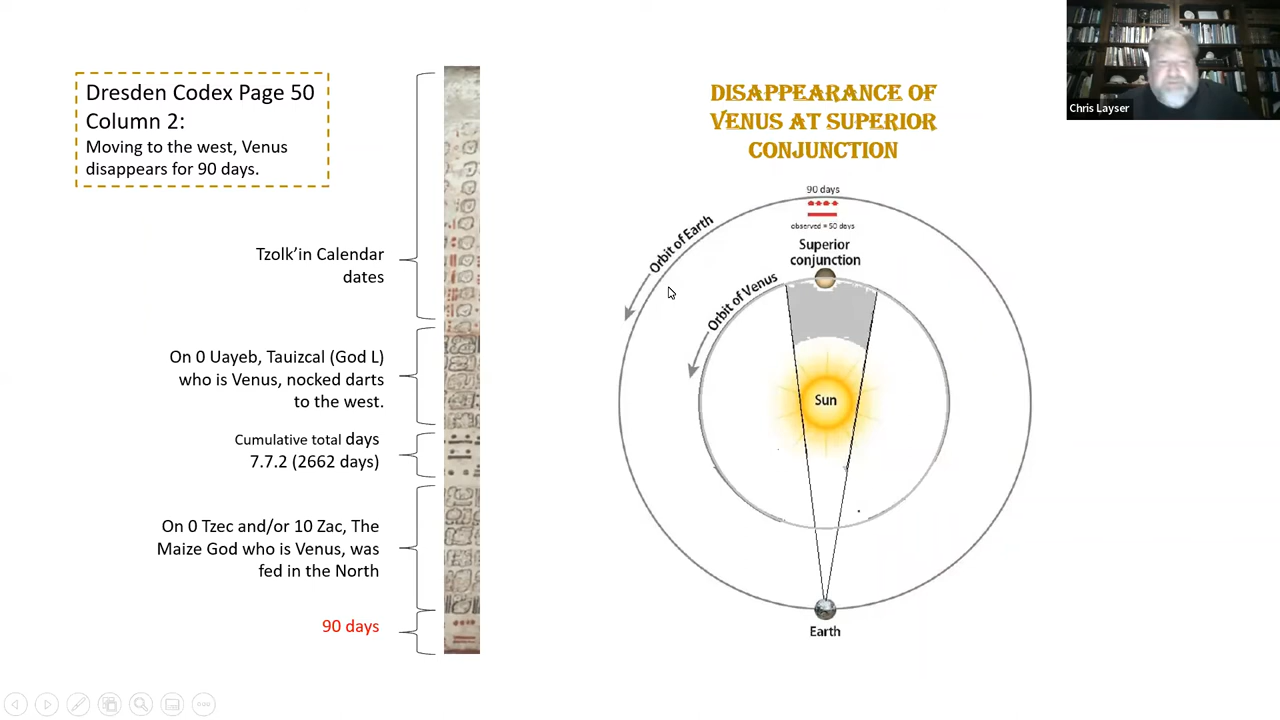 Dresden Codex Page 50
Column 2:
Moving to the west, Venus
disappears for 90 days.
Tzolk’in Calendar
dates
On 0 Uayeb, Tauizcal (God L)
who is Venus, nocked darts
to the west.
Cumulative total days
7.7.2 (2662 days)
On 0 Tzec and/or 10 Zac, The
Maize God who is Venus, was
fed in the North
90 days
DISAPPEARANCE OF
VENUS AT SUPERIOR
CONJUNCTION
90 days
observed = 50 days
Superior
conjunction
Orbit of Earth
Orbit of Venus
Sun
Earth
Chris Layser